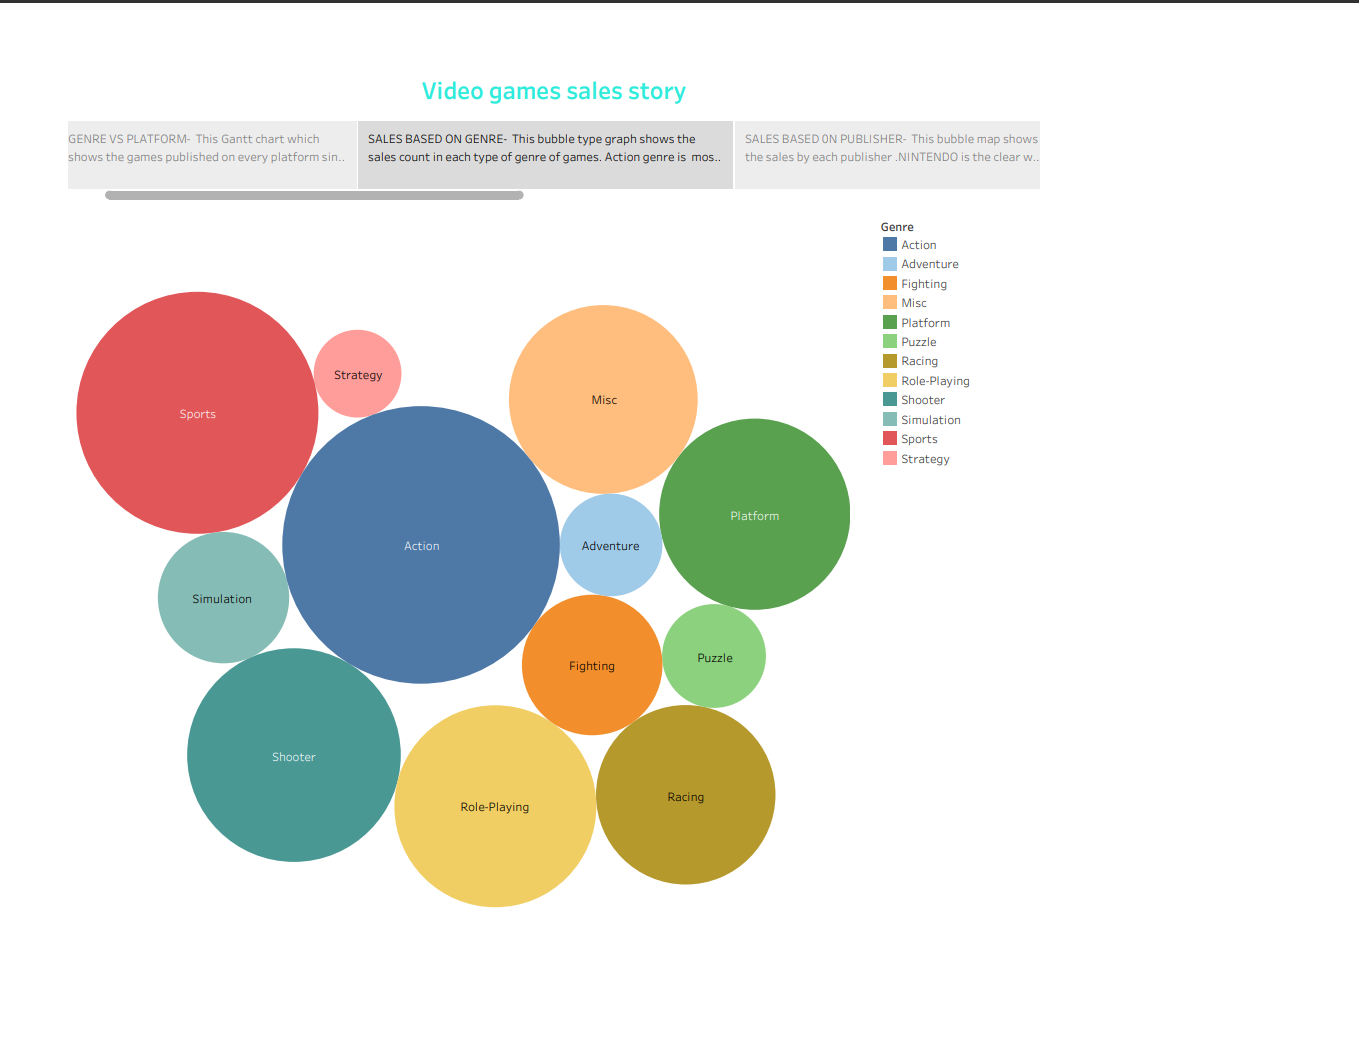 Video games sales story
GENRE VS PLATFORM- This Gantt chart which
shows the games published on every platform sin..
SALES BASED ON GENRE- This bubble type graph shows the
sales count in each type of genre of games. Action genre is mos..
SALES BASED 0N PUBLISHER- This bubble map shows
the sales by each publisher .NINTENDO is the clear w..
Genre
Action
Adventure
Fighting
Misc
Platform
Puzzle
Racing
Role-Playing
Shooter
Simulation
Sports
Strategy
Strategy
Misc
Sports
Platform
Action
Adventure
Simulation
Puzzle
Fighting
Shooter
Racing
Role-Playing